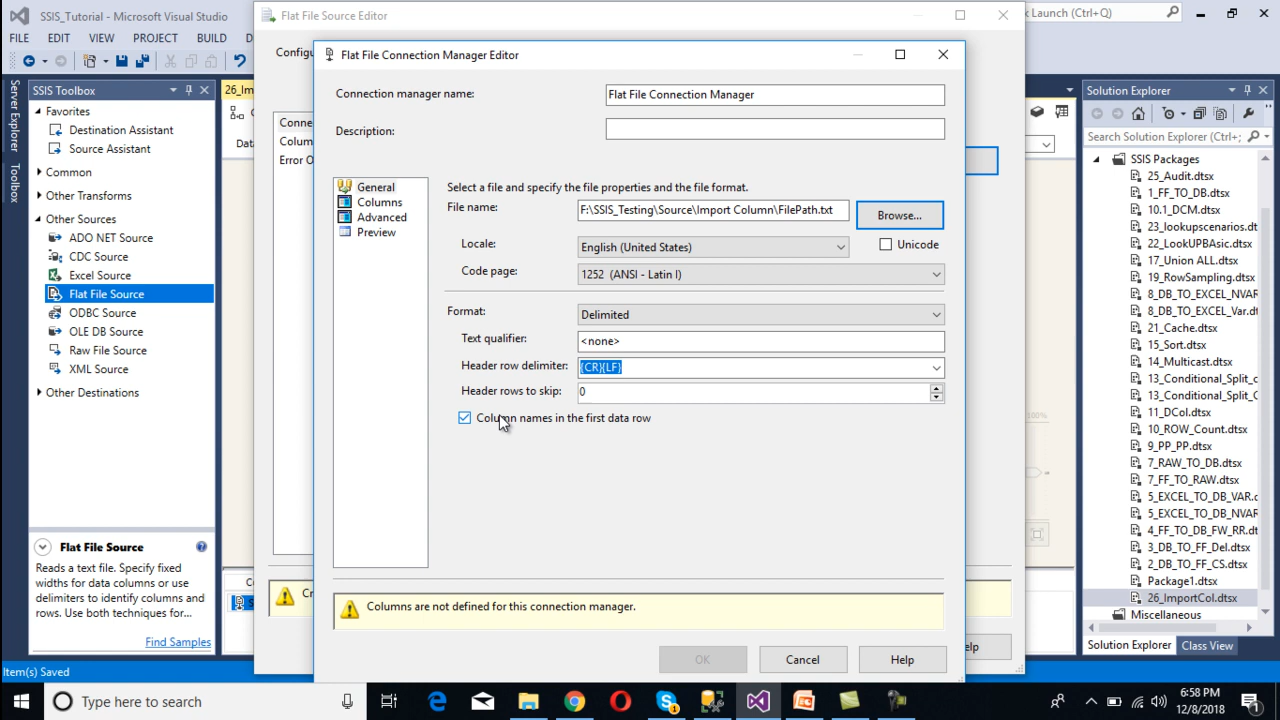 SSIS_Tutorial - Microsoft Visual Studio
Flat File Source Editor
Launch (Ctrl+Q)
FILE EDIT VIEW PROJECT BUILD D
Configu
Flat File Connection Manager Editor
SSIS Toolbox
26_Im
Solution Explorer
Server Explorer
Toolbox
Favorites
Destination Assistant
Source Assistant
Common
Other Transforms
Other Sources
ADO NET Source
CDC Source
Excel Source
Flat File Source
ODBC Source
OLE DB Source
Raw File Source
XML Source
Other Destinations
Flat File Source
Reads a text file. Specify fixed
widths for data columns or use
delimiters to identify columns and
rows. Use both techniques for...
Find Samples
Dat
Conne
Colum
Error O
Cr
Connection manager name:
Flat File Connection Manager
Description:
General
Columns
Advanced
Preview
Select a file and specify the file properties and the file format.
File name:
F:\SSIS_Testing\Source\Import Column\FilePath.txt
Browse...
Locale:
English (United States)
Unicode
Code page:
1252 (ANSI - Latin I)
Format:
Delimited
Text qualifier:
<none>
Header row delimiter:
{CR}{LF}
Header rows to skip:
0
Column names in the first data row
Columns are not defined for this connection manager.
OK
Cancel
Help
elp
100%
Search Solution Explorer (Ctrl+;
SSIS Packages
25_Audit.dtsx
1_FF_TO_DB.dtsx
10.1_DCM.dtsx
23_lookupscenarios.dt
22_LookUPBAsic.dtsx
17_Union ALL.dtsx
19_RowSampling.dtsx
8_DB_TO_EXCEL_NVAR
8_DB_TO_EXCEL_Var.dt
21_Cache.dtsx
15_Sort.dtsx
14_Multicast.dtsx
13_Conditional_Split_c
13_Conditional_Split_C
11_DCol.dtsx
10_ROW_Count.dtsx
9_PP_PP.dtsx
7_RAW_TO_DB.dtsx
7_FF_TO_RAW.dtsx
5_EXCEL_TO_DB_VAR.d
5_EXCEL_TO_DB_NVAR
4_FF_TO_DB_FW_RR.dt
3_DB_TO_FF_Del.dtsx
2_DB_TO_FF_CS.dtsx
Package1.dtsx
26_ImportCol.dtsx
Miscellaneous
Solution Explorer Class View
Item(s) Saved
Type here to search
6:58 PM
12/8/2018